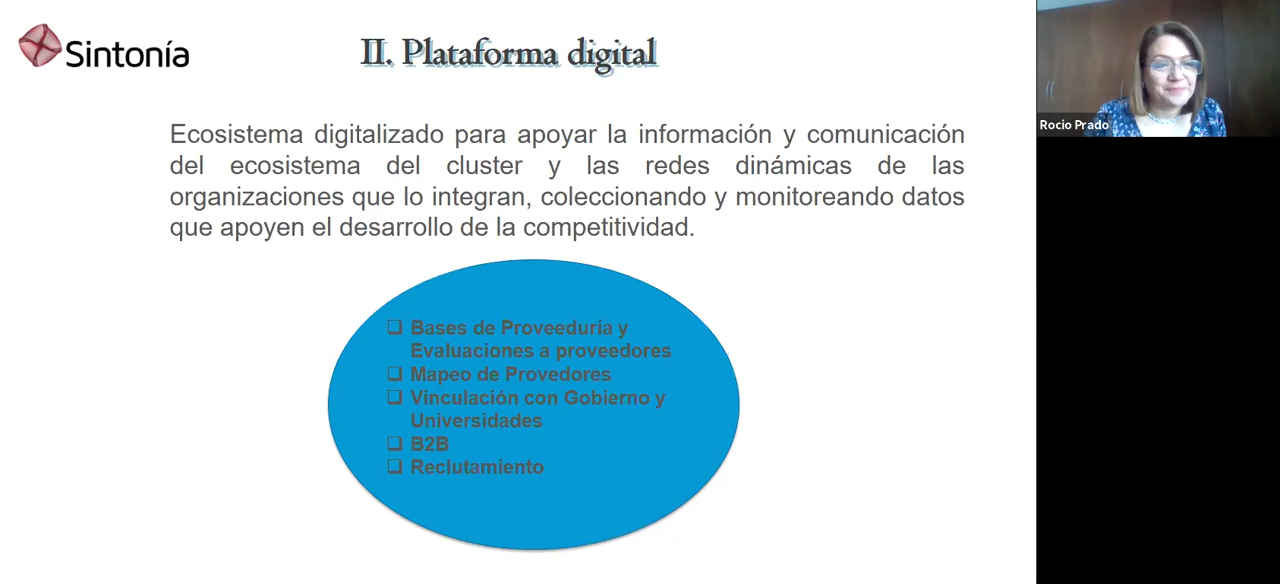 Sintonía
II. Plataforma digital
Ecosistema digitalizado para apoyar la información y comunicación
del ecosistema del cluster y las redes dinámicas de las
organizaciones que lo integran, coleccionando y monitoreando datos
que apoyen el desarrollo de la competitividad.
❑ Bases de Proveeduría y
Evaluaciones a proveedores
❑ Mapeo de Provedores
❑ Vinculación con Gobierno y
Universidades
❑ B2B
❑ Reclutamiento
Rocio Prado